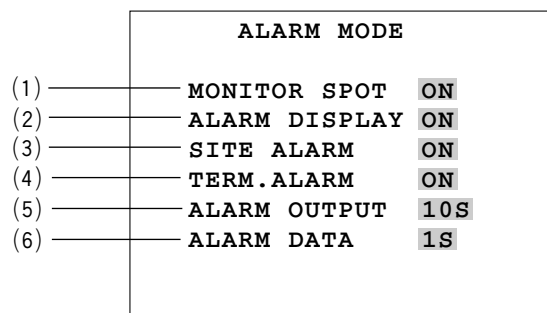 ALARM MODE
(1) MONITOR SPOT ON
(2) ALARM DISPLAY ON
(3) SITE ALARM ON
(4) TERM.ALARM ON
(5) ALARM OUTPUT 10S
(6) ALARM DATA 1S